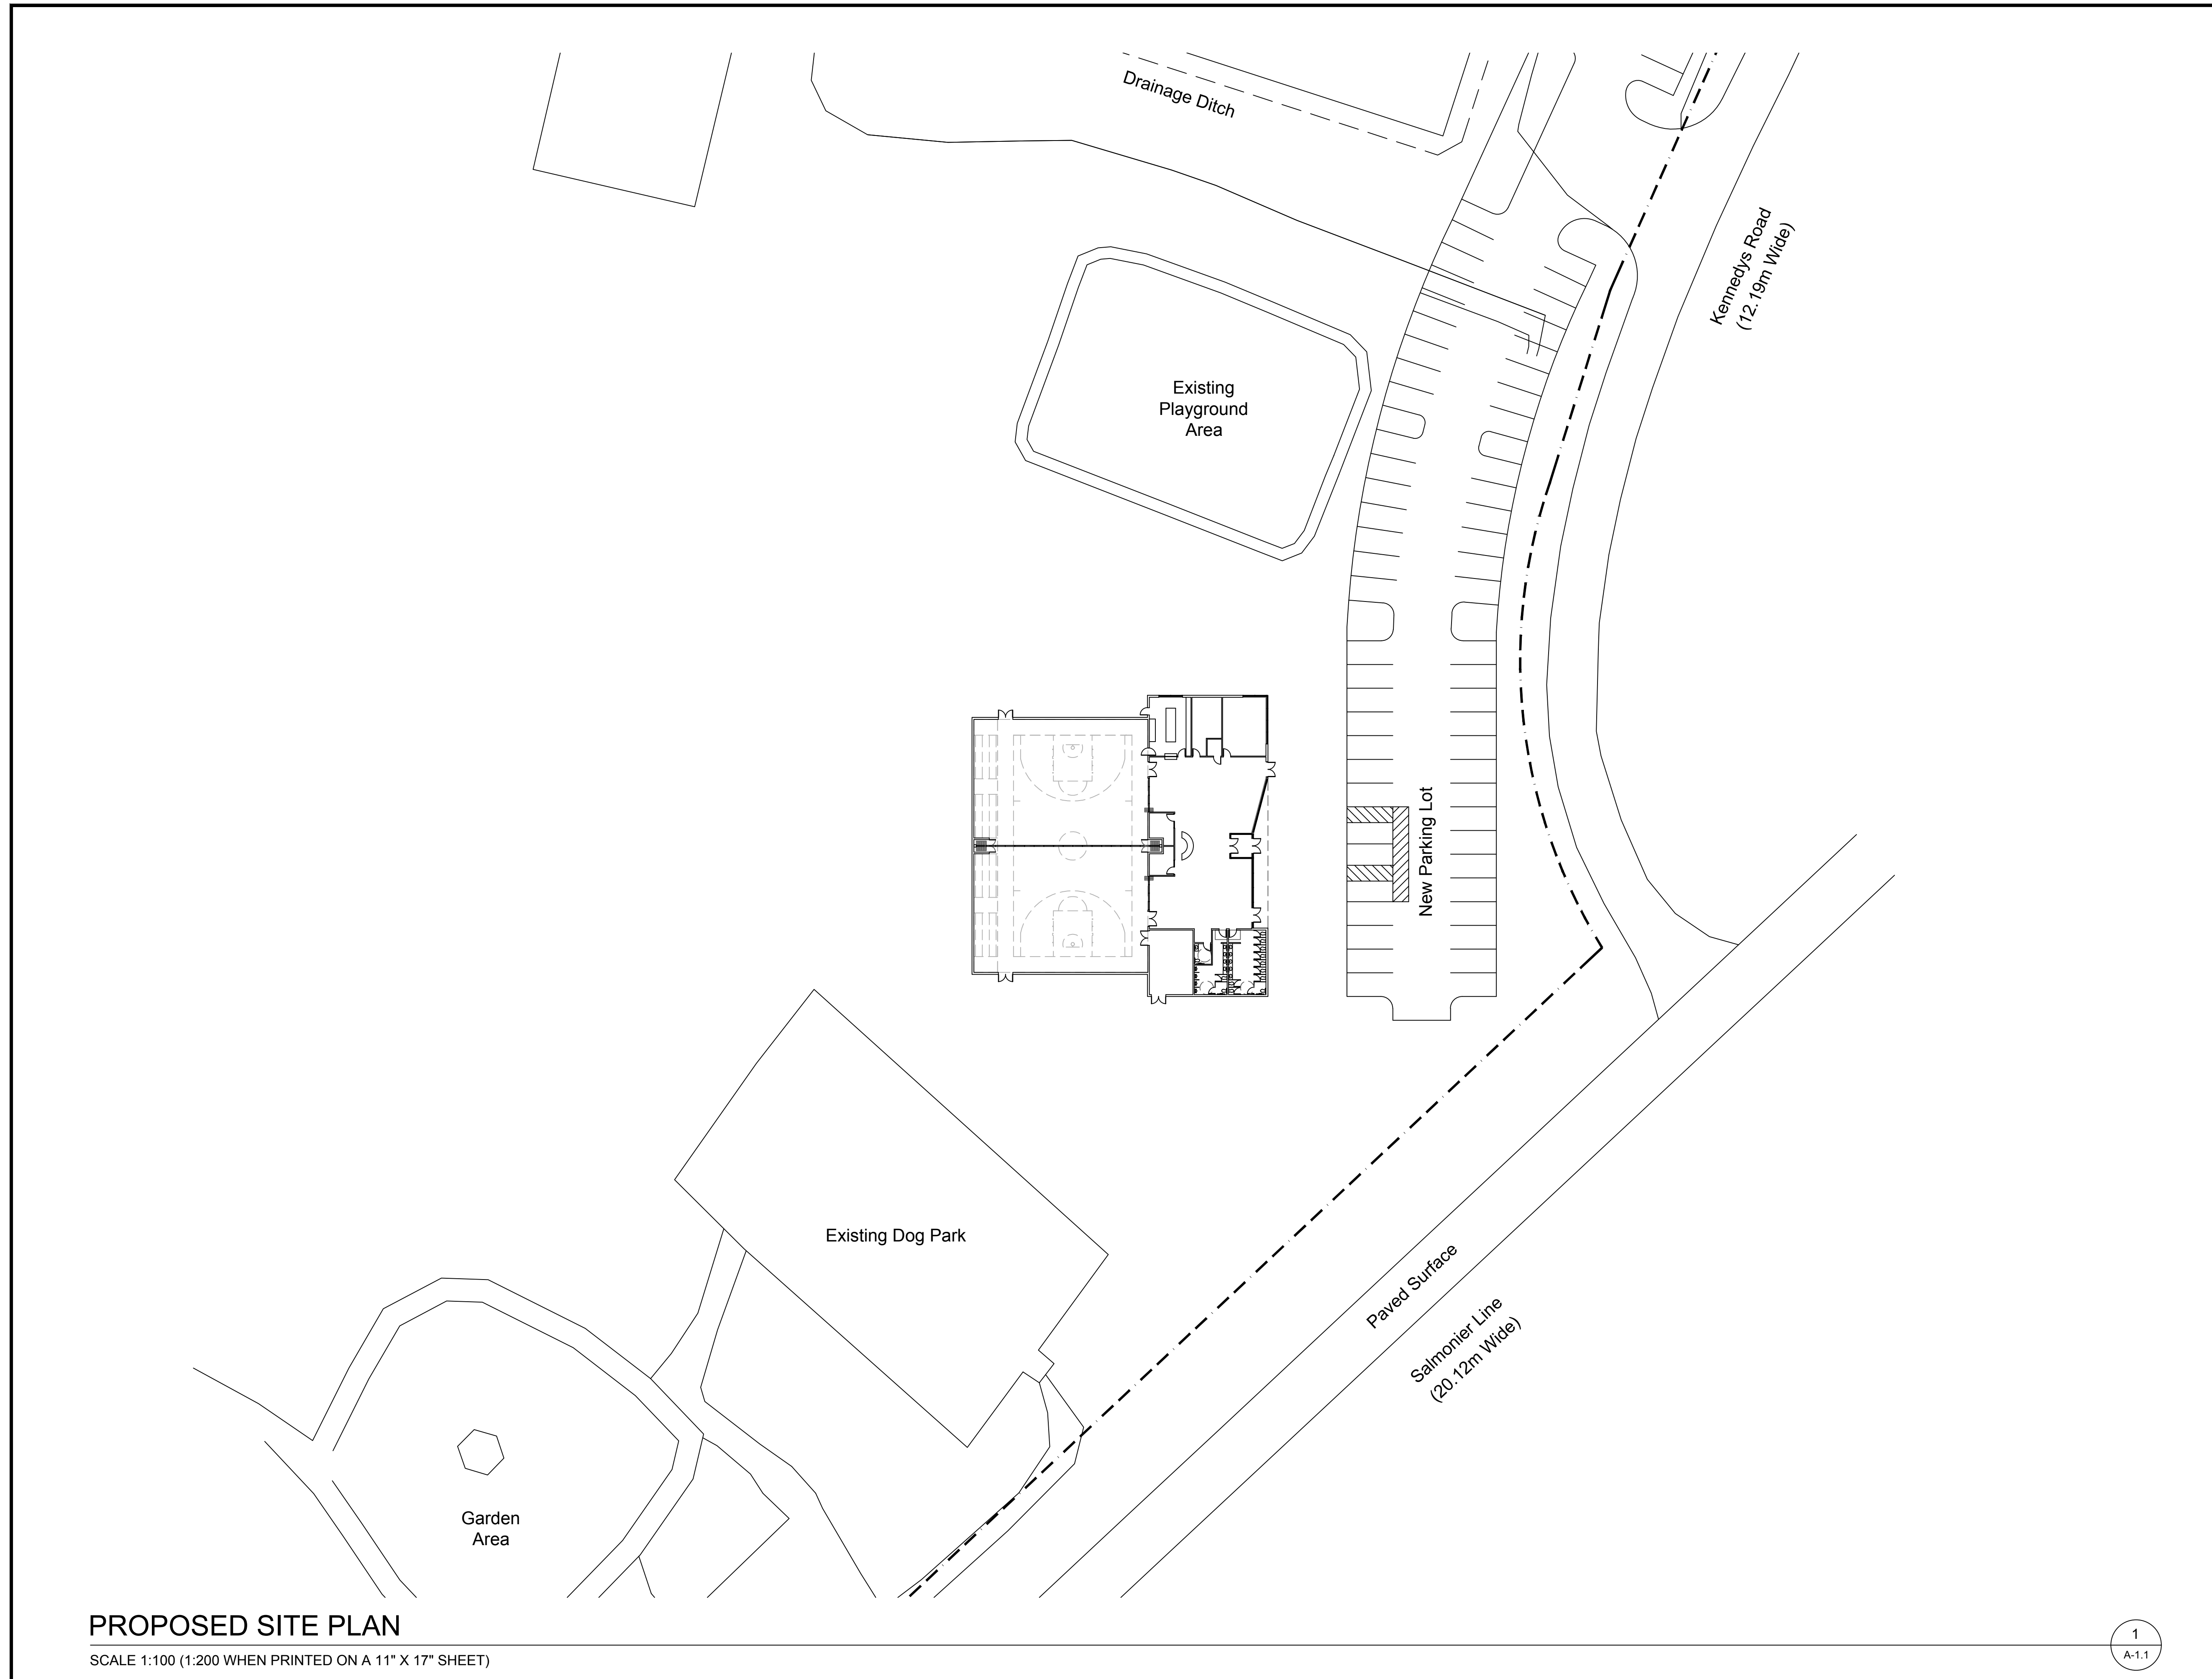 Drainage Ditch
Kennedys Road
(12.19m Wide)
Existing
Playground
Area
New Parking Lot
Existing Dog Park
Paved Surface
Salmonier Line
(20.12m Wide)
Garden
Area
PROPOSED SITE PLAN
SCALE 1:100 (1:200 WHEN PRINTED ON A 11" X 17" SHEET)
1
A-1.1